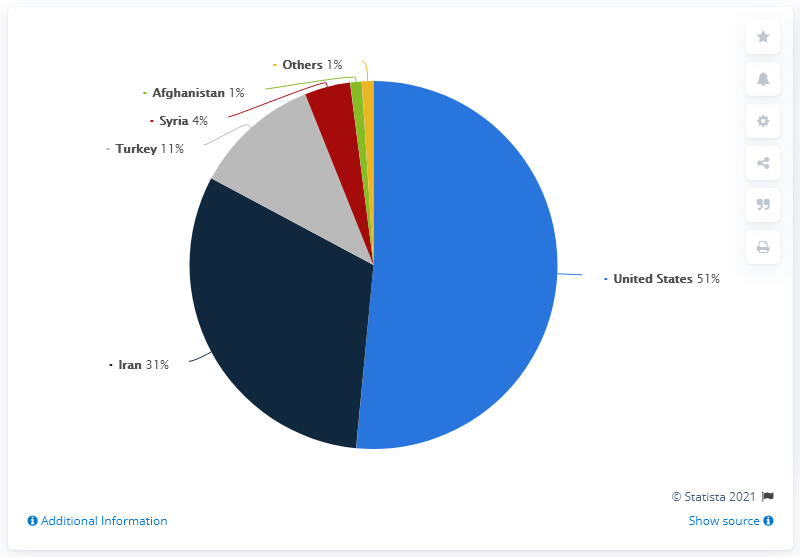 Others 1%
Afghanistan 1%
Syria 4%
Turkey 11%
United States 51%
Iran 31%
© Statista 2021
Additional Information
Show source